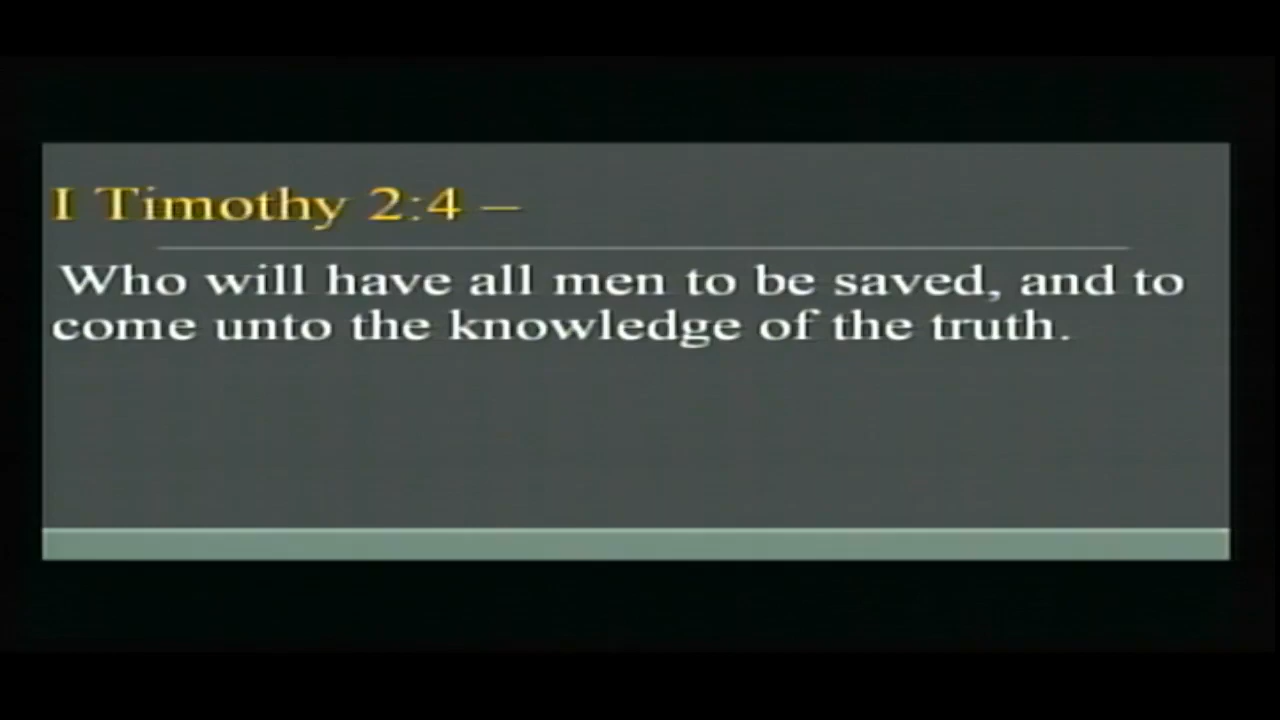 I Timothy 2:4 –
Who will have all men to be saved, and to
come unto the knowledge of the truth.